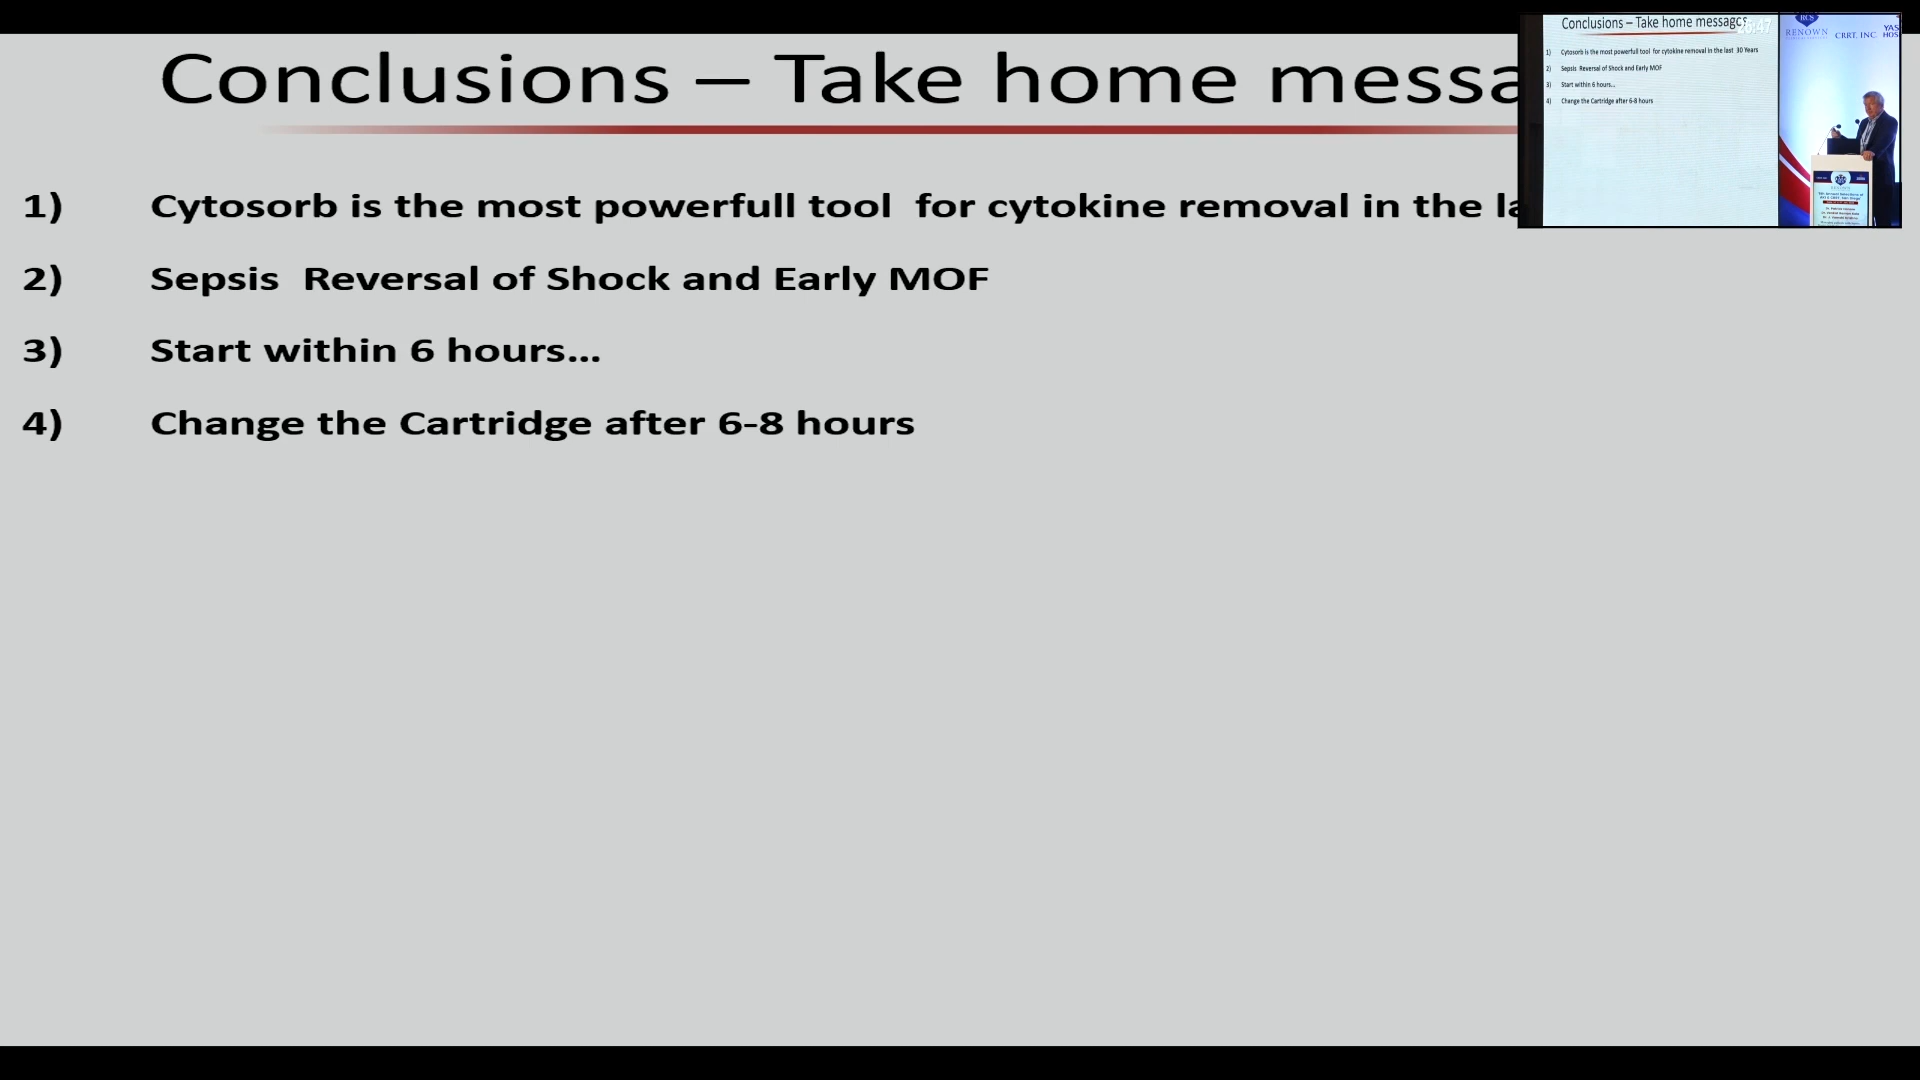 Conclusions – Take home messa
1) Cytosorb is the most powerfull tool for cytokine removal in the la
2) Sepsis Reversal of Shock and Early MOF
3) Start within 6 hours...
4) Change the Cartridge after 6-8 hours
Conclusions – Take home messages
1) Cytosorb is the most powerfull tool for cytokine removal in the last 30 Years
2) Sepsis Reversal of Shock and Early MOF
3) Start within 6 hours...
4) Change the Cartridge after 6-8 hours
RCS
RENOWN
CRRT, INC.
YAS
HOS